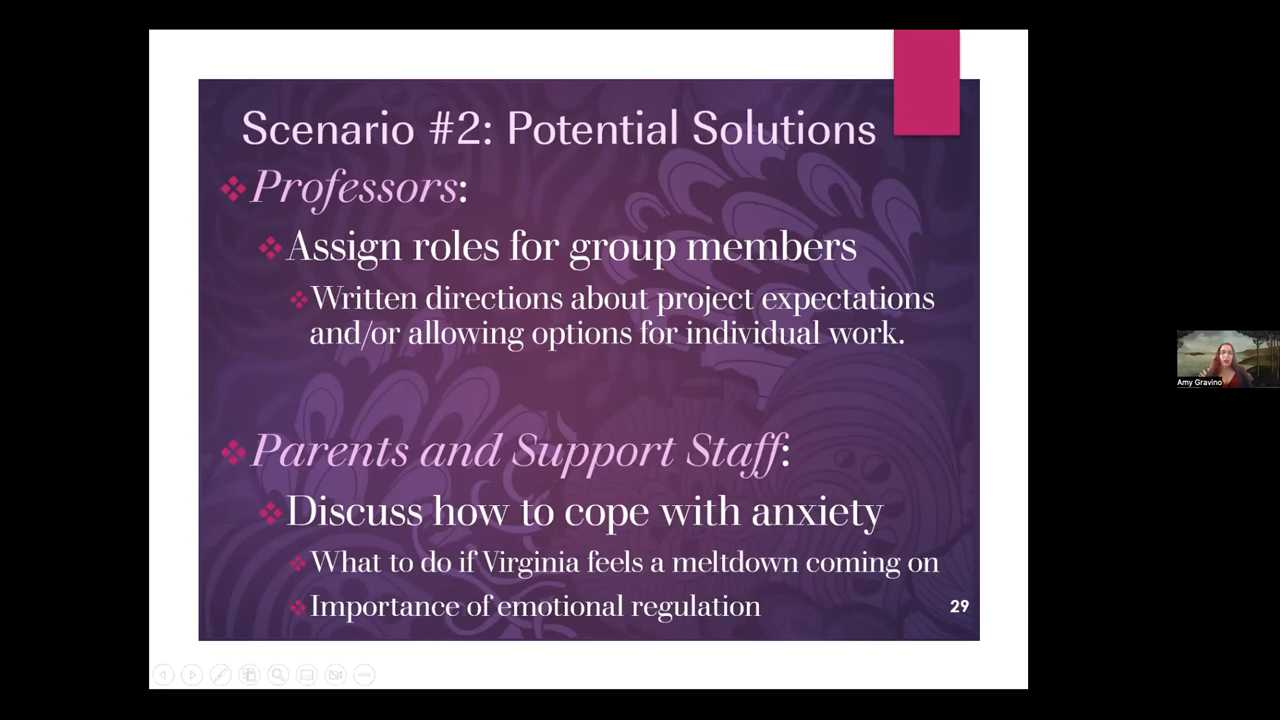 Scenario #2: Potential Solutions
Professors:
Assign roles for group members
Written directions about project expectations
and/or allowing options for individual work.
Parents and Support Staff:
Discuss how to cope with anxiety
What to do if Virginia feels a meltdown coming on
Importance of emotional regulation
29
Amy Gravino